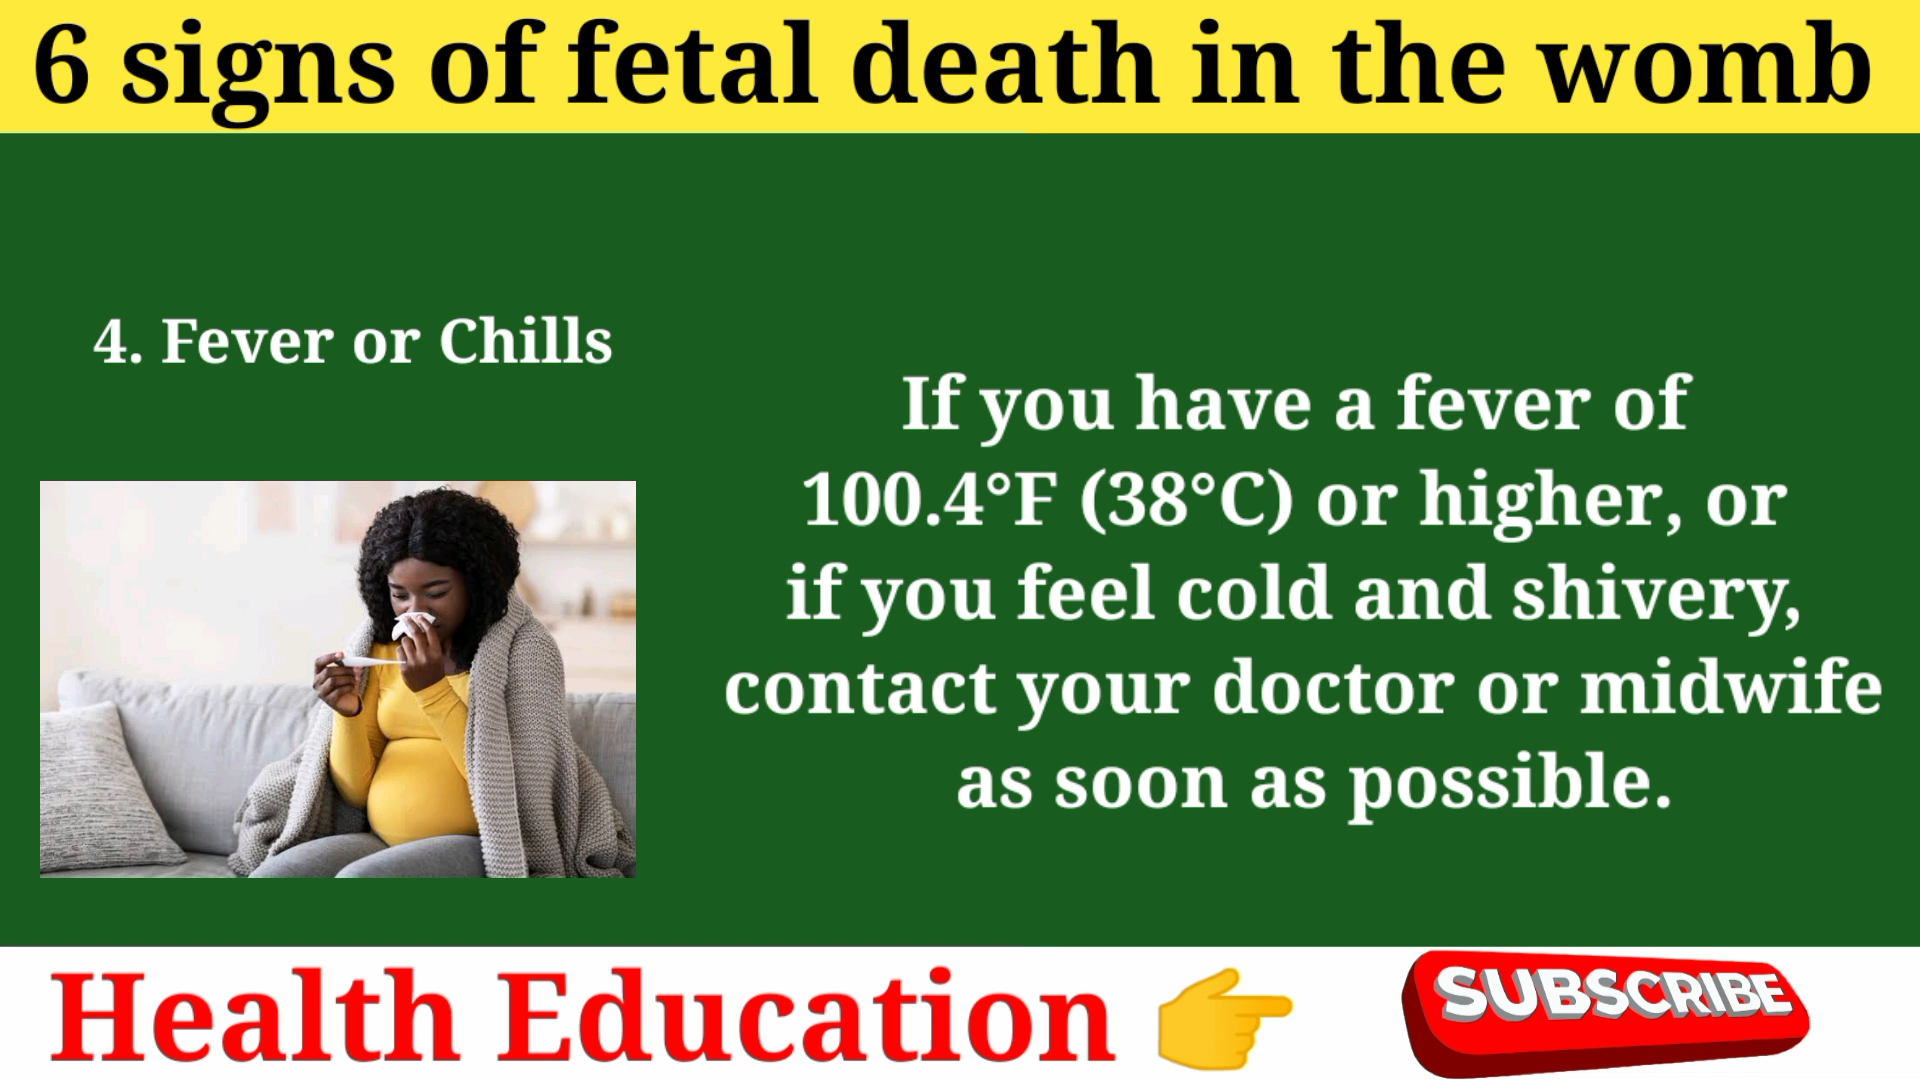 6 signs of fetal death in the womb
4. Fever or Chills
If you have a fever of
100.4°F (38°C) or higher, or
if you feel cold and shivery,
contact your doctor or midwife
as soon as possible.
Health Education
SUBSCRIBE